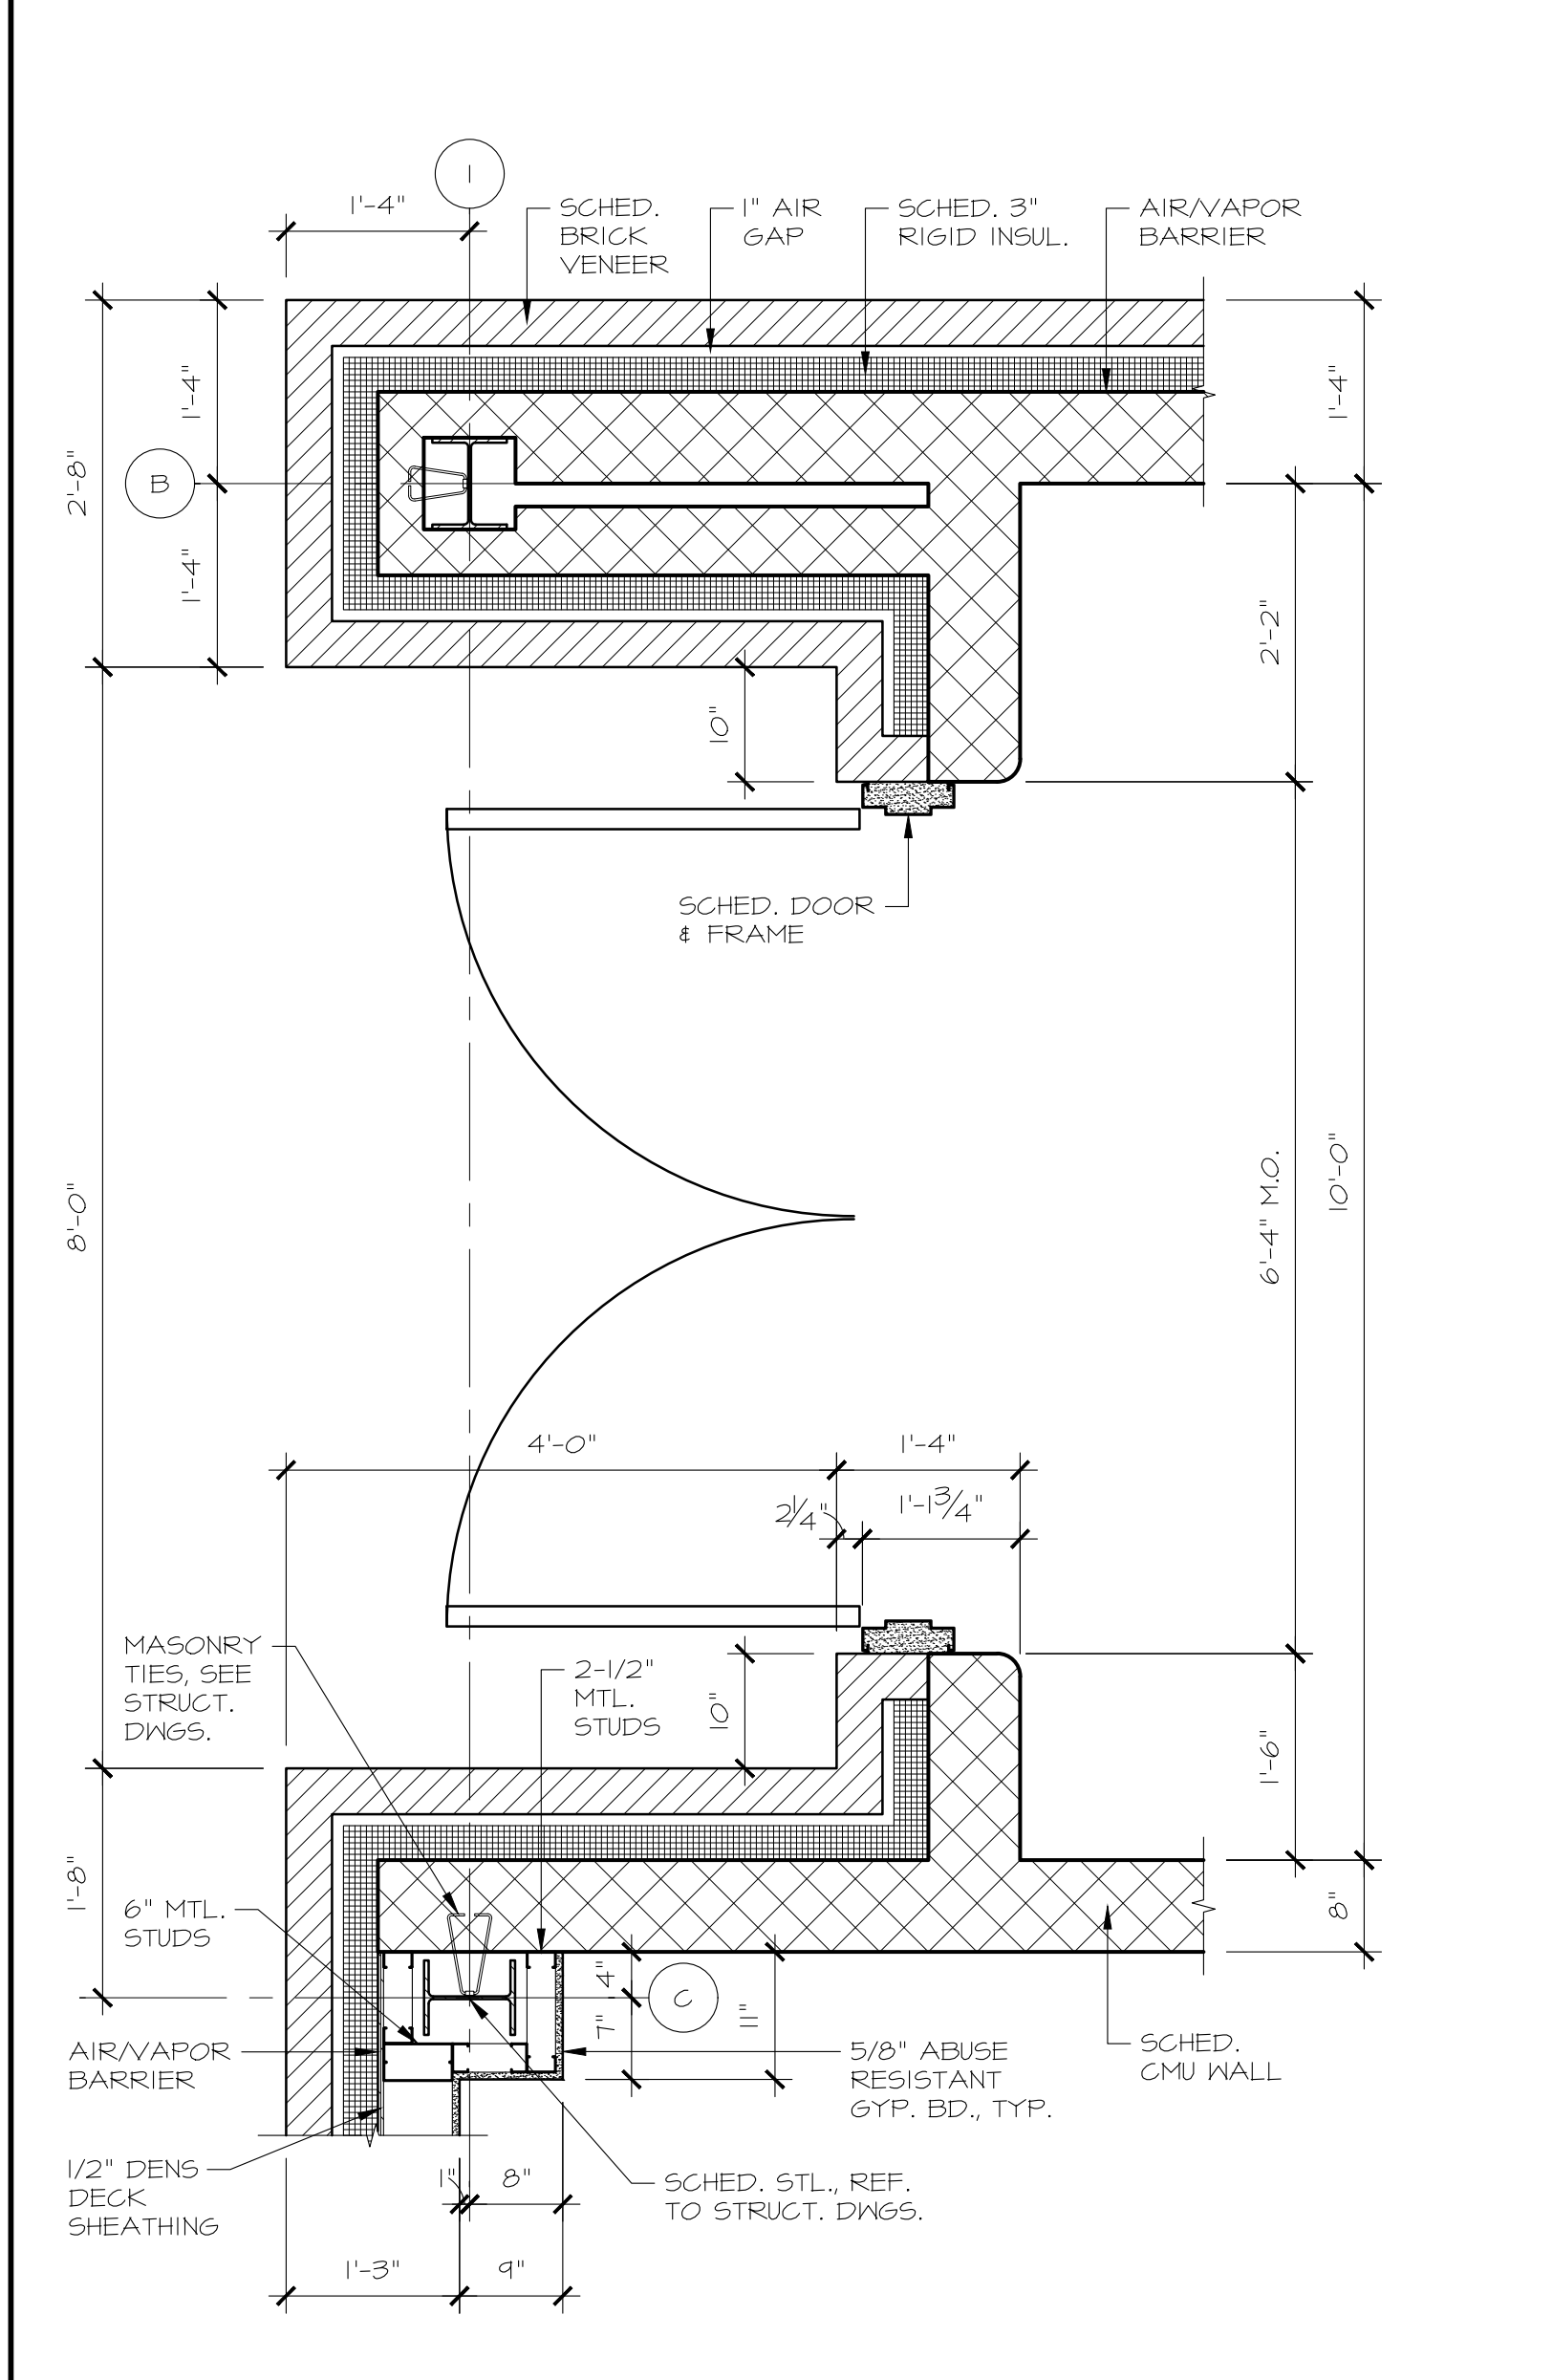 1
1'-4"
SCHED.
BRICK
VENEER
1" AIR
GAP
SCHED. 3"
RIGID INSUL.
AIR/VAPOR
BARRIER
1'-4"
1'-4"
2'-8"
B
1'-4"
2'-2"
10"
SCHED. DOOR
& FRAME
8'-0"
6'-4" M.O.
10'-0"
4'-0"
1'-4"
2 1/4"
1'-1 3/4"
MASONRY
TIES, SEE
STRUCT.
DWGS.
2-1/2"
MTL.
STUDS
10"
1'-6"
1'-8"
6" MTL.
STUDS
8"
4"
C
7"
11"
AIR/VAPOR
BARRIER
5/8" ABUSE
RESISTANT
GYP. BD., TYP.
SCHED.
CMU WALL
1/2" DENS
DECK
SHEATHING
1"
8"
SCHED. STL., REF.
TO STRUCT. DWGS.
1'-3"
9"